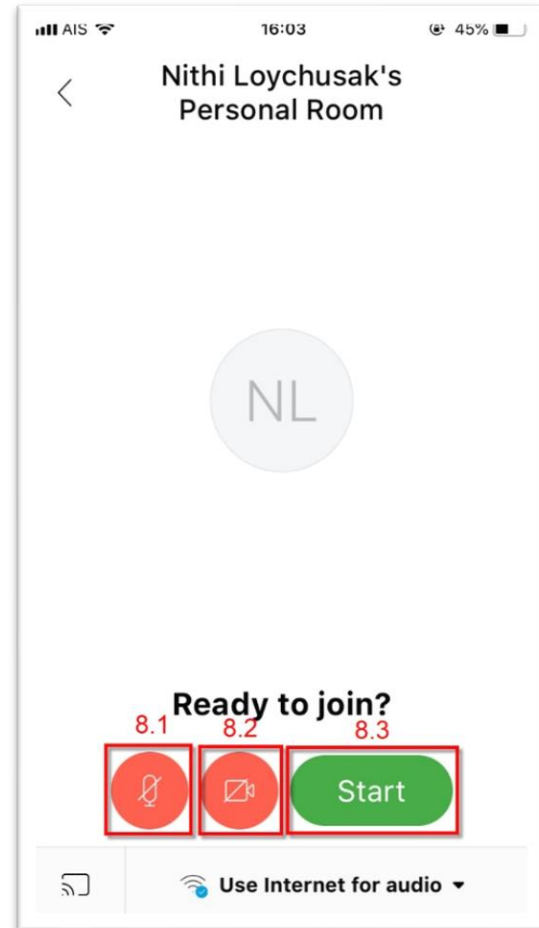 AIS 16:03 45%
Nithi Loychusak's
Personal Room
NL
Ready to join?
8.1 8.2 8.3
Start
Use Internet for audio